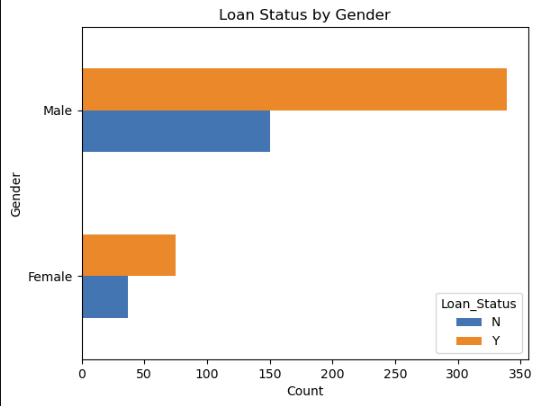 Loan Status by Gender
Male
Gender
Female
Loan_Status
N
Y
0 50 100 150 200 250 300 350
Count